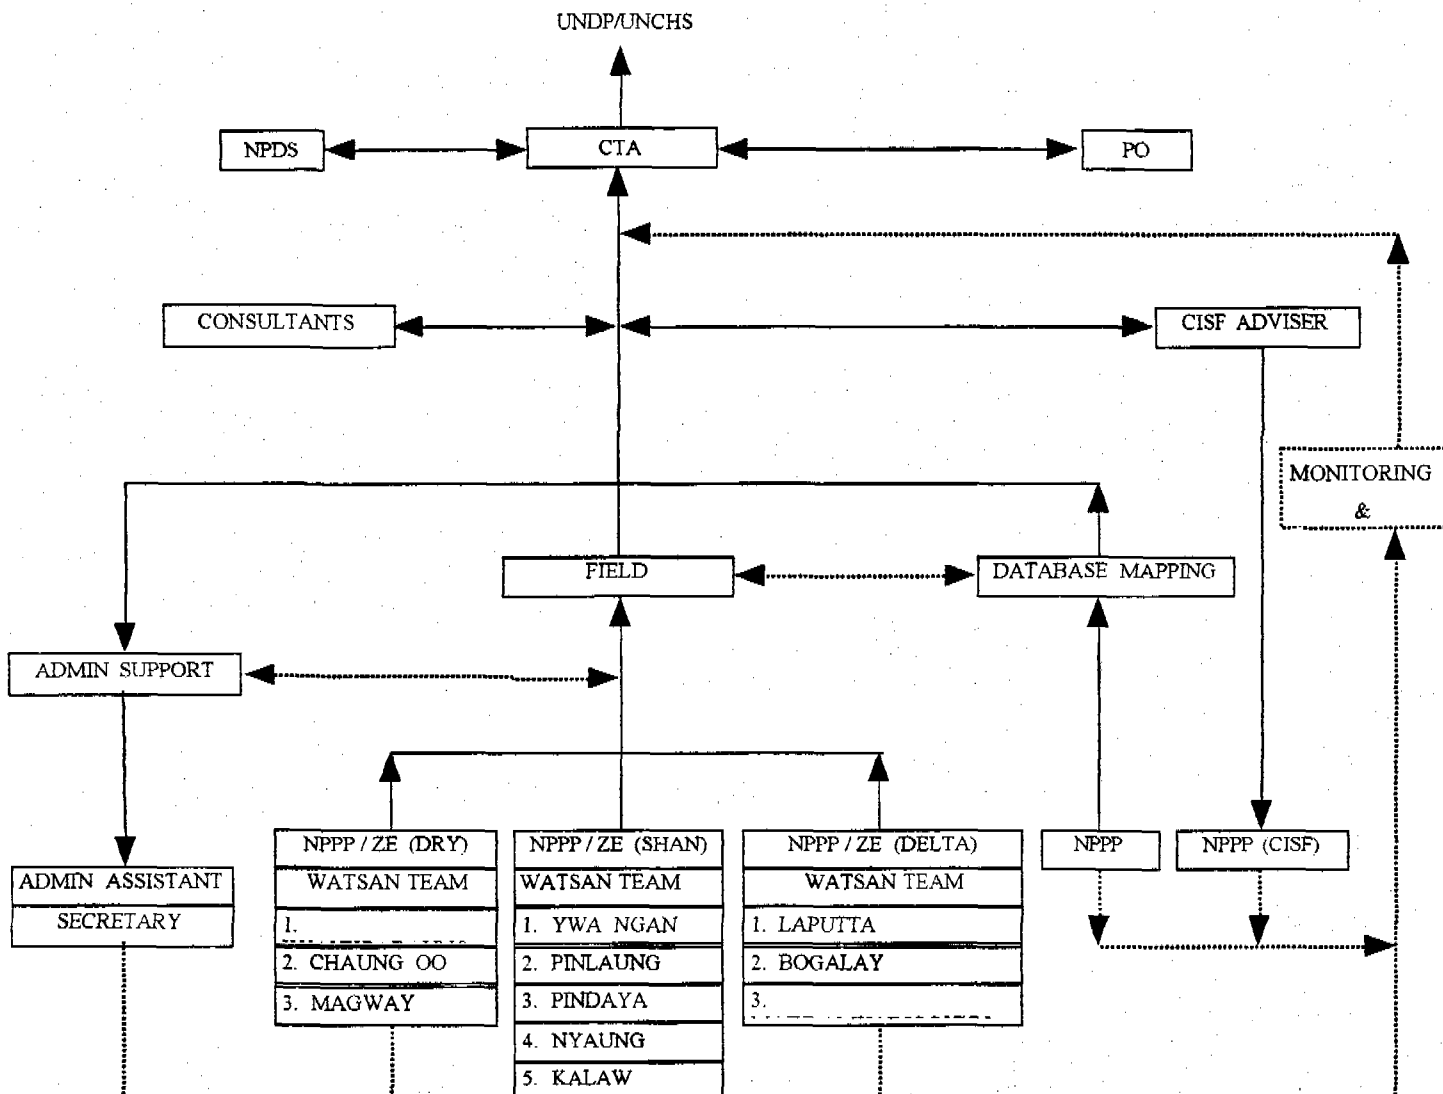 UNDP/UNCHS
NPDS
CTA
PO
CONSULTANTS
CISF ADVISER
MONITORING
&
FIELD
DATABASE MAPPING
ADMIN SUPPORT
ADMIN ASSISTANT
SECRETARY
NPPP / ZE (DRY)
WATSAN TEAM
1.
2. CHAUNG OO
3. MAGWAY
NPPP / ZE (SHAN)
WATSAN TEAM
1. YWA NGAN
2. PINLAUNG
3. PINDAYA
4. NYAUNG
5. KALAW
NPPP / ZE (DELTA)
WATSAN TEAM
1. LAPUTTA
2. BOGALAY
3.
NPPP
NPPP (CISF)